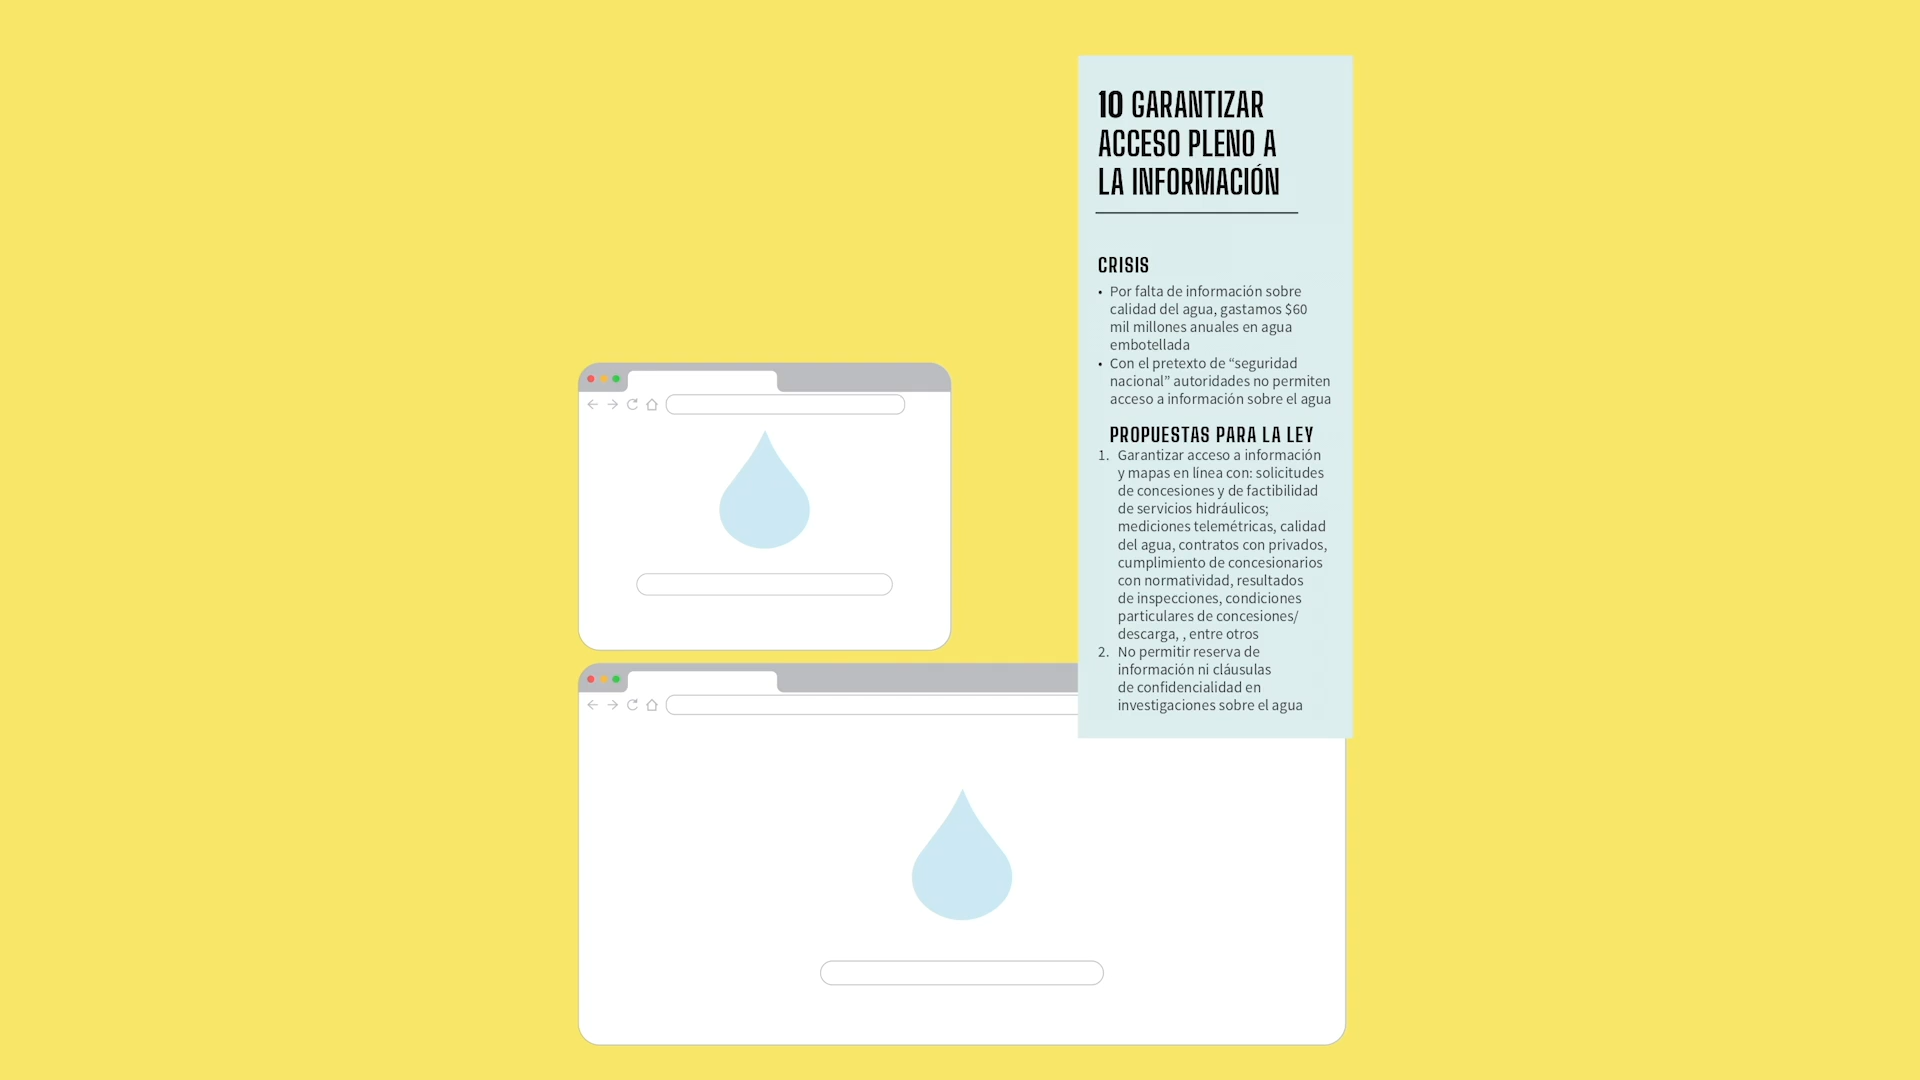 10 GARANTIZAR
ACCESO PLENO A
LA INFORMACIÓN
CRISIS
• Por falta de información sobre
calidad del agua, gastamos $60
mil millones anuales en agua
embotellada
• Con el pretexto de “seguridad
nacional” autoridades no permiten
acceso a información sobre el agua
PROPUESTAS PARA LA LEY
1. Garantizar acceso a información
y mapas en línea con: solicitudes
de concesiones y de factibilidad
de servicios hidráulicos;
mediciones telemétricas, calidad
del agua, contratos con privados,
cumplimiento de concesionarios
con normatividad, resultados
de inspecciones, condiciones
particulares de concesiones/
descarga, , entre otros
2. No permitir reserva de
información ni cláusulas
de confidencialidad en
investigaciones sobre el agua